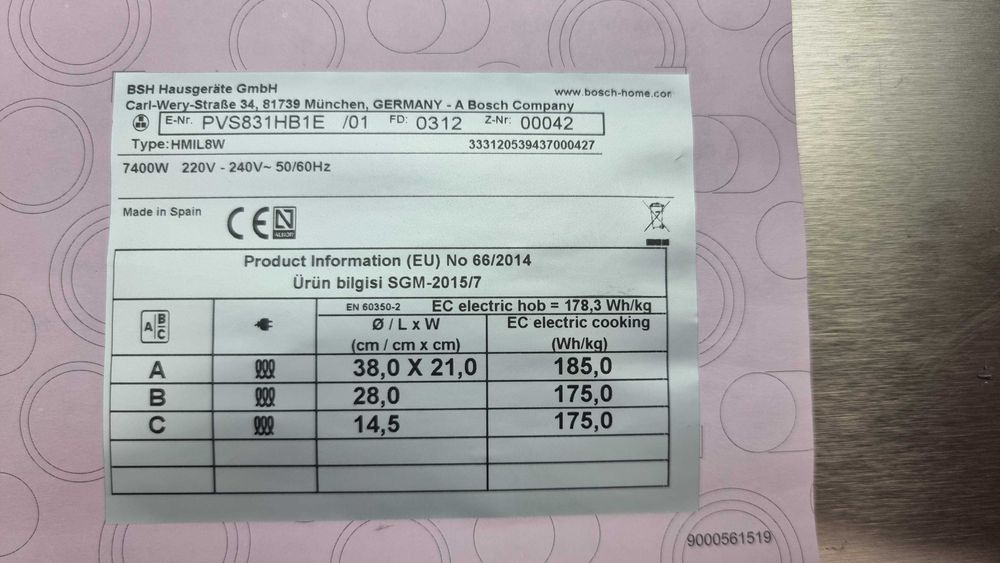 BSH Hausgeräte GmbH
www.bosch-home.com
Carl-Wery-Straße 34, 81739 München, GERMANY - A Bosch Company
E-Nr. PVS831HB1E /01 FD: 0312 Z-Nr: 00042
Type: HMIL8W 333120539437000427
7400W 220V - 240V~ 50/60Hz
Made in Spain
CE N
Product Information (EU) No 66/2014
Ürün bilgisi SGM-2015/7
EN 60350-2 EC electric hob = 178,3 Wh/kg
A B C
Ø / L x W
(cm / cm x cm)
EC electric cooking
(Wh/kg)
A 38,0 X 21,0 185,0
B 28,0 175,0
C 14,5 175,0
9000561519